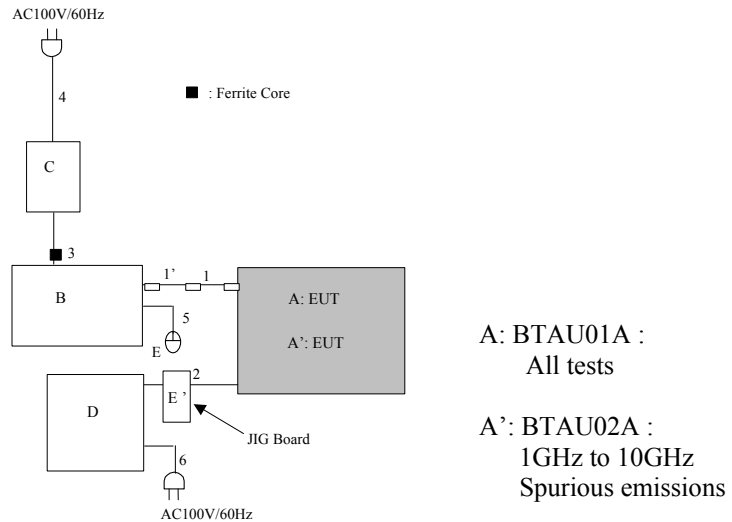 AC100V/60Hz
4
■ : Ferrite Core
C
3
B
1’
1
A: EUT
A’: EUT
5
E
2
E ’
D
JIG Board
6
AC100V/60Hz
A: BTAU01A :
All tests
A’: BTAU02A :
1GHz to 10GHz
Spurious emissions